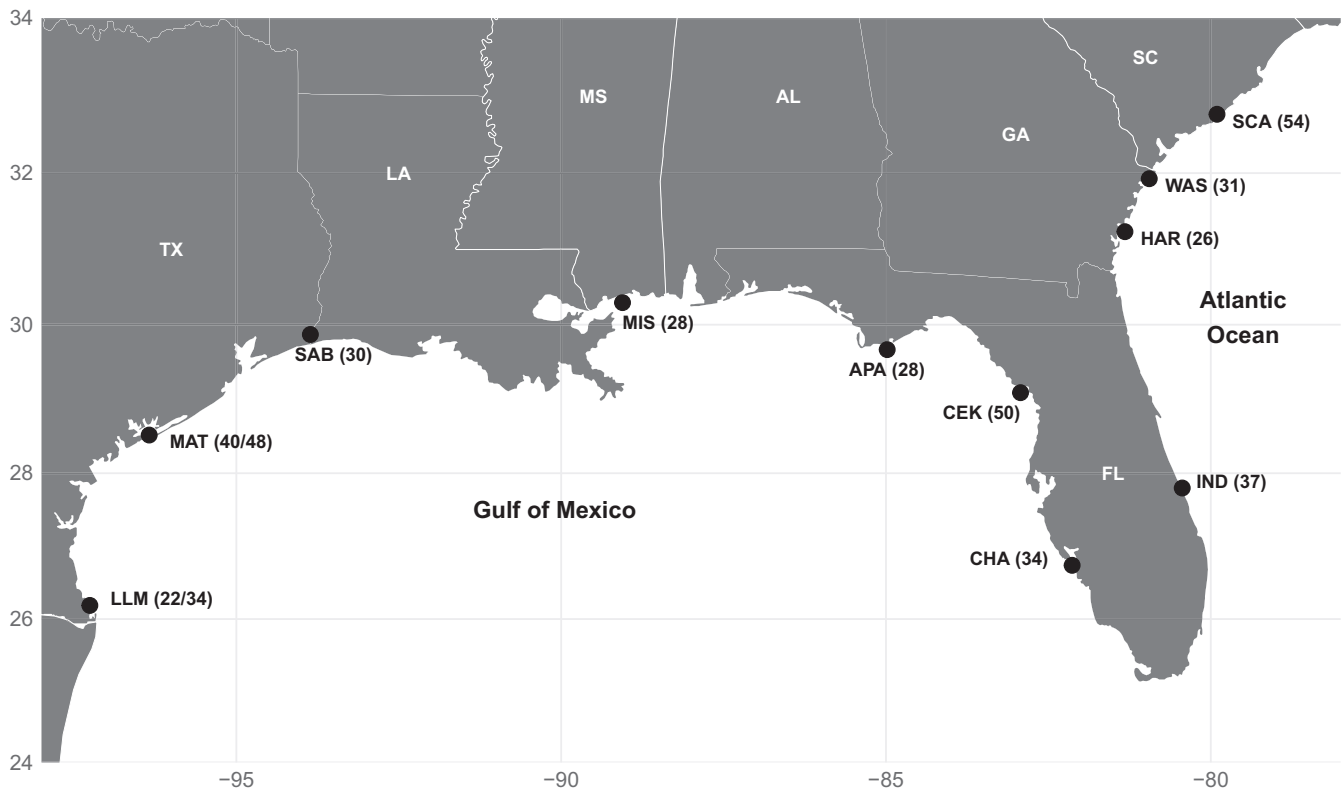 34
SC
MS
AL
SCA (54)
GA
32
LA
WAS (31)
HAR (26)
TX
Atlantic
Ocean
30
MIS (28)
SAB (30)
APA (28)
CEK (50)
MAT (40/48)
28
FL
IND (37)
Gulf of Mexico
CHA (34)
LLM (22/34)
26
24
−95
−90
−85
−80